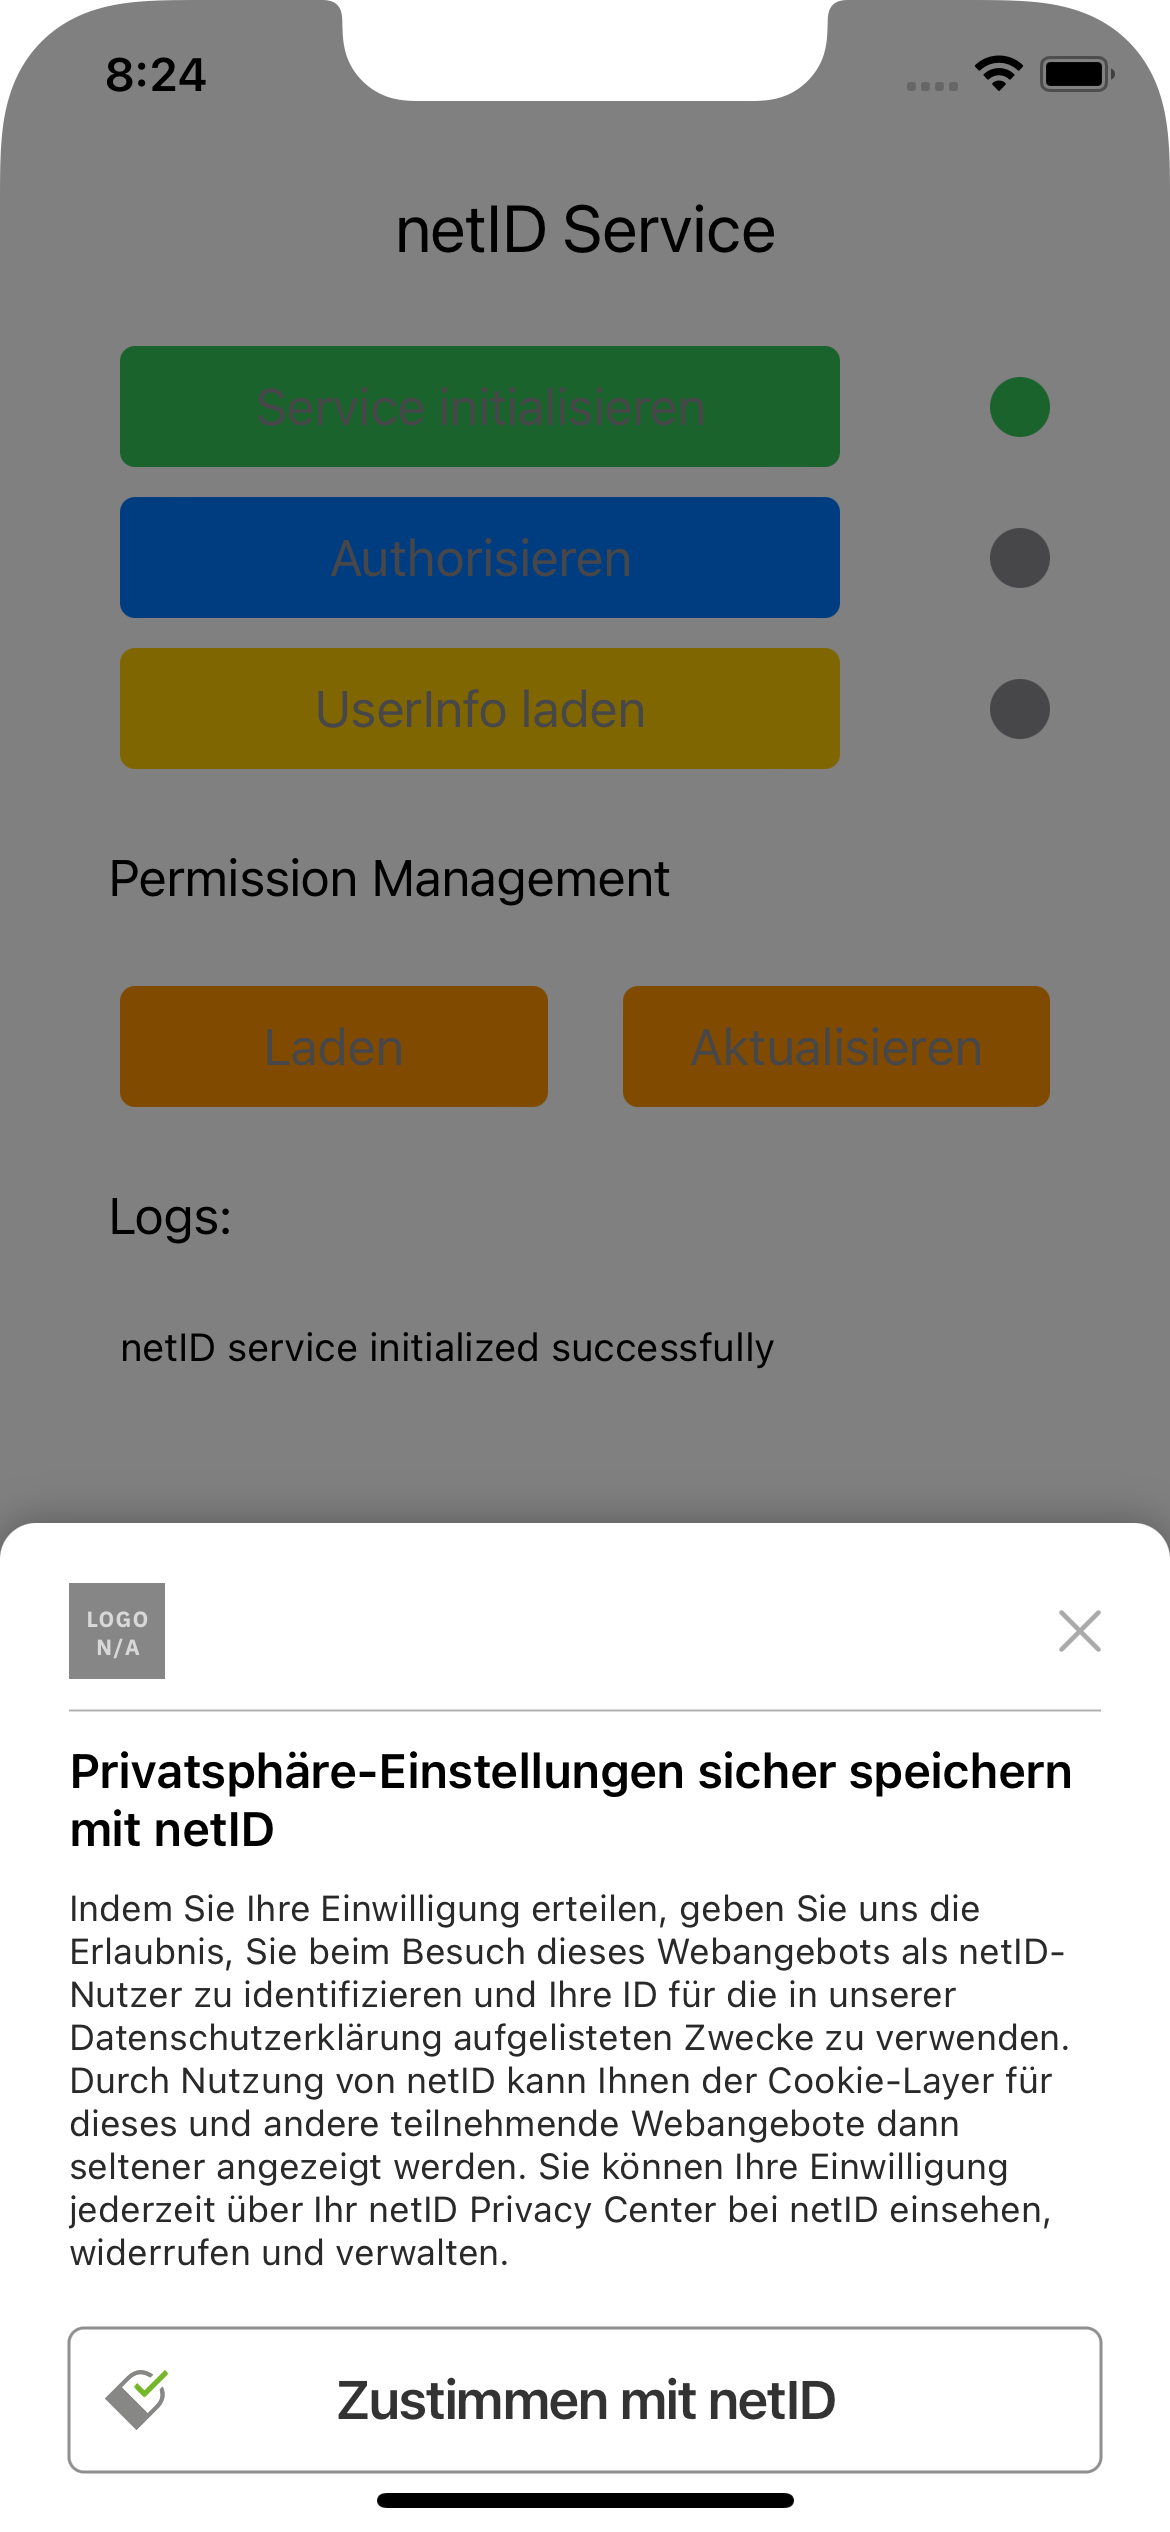 8:24
netID Service
Service initialisieren
Authorisieren
UserInfo laden
Permission Management
Laden
Aktualisieren
Logs:
netID service initialized successfully
LOGO
N/A
Privatsphäre-Einstellungen sicher speichern
mit netID
Indem Sie Ihre Einwilligung erteilen, geben Sie uns die
Erlaubnis, Sie beim Besuch dieses Webangebots als netID-
Nutzer zu identifizieren und Ihre ID für die in unserer
Datenschutzerklärung aufgelisteten Zwecke zu verwenden.
Durch Nutzung von netID kann Ihnen der Cookie-Layer für
dieses und andere teilnehmende Webangebote dann
seltener angezeigt werden. Sie können Ihre Einwilligung
jederzeit über Ihr netID Privacy Center bei netID einsehen,
widerrufen und verwalten.
Zustimmen mit netID